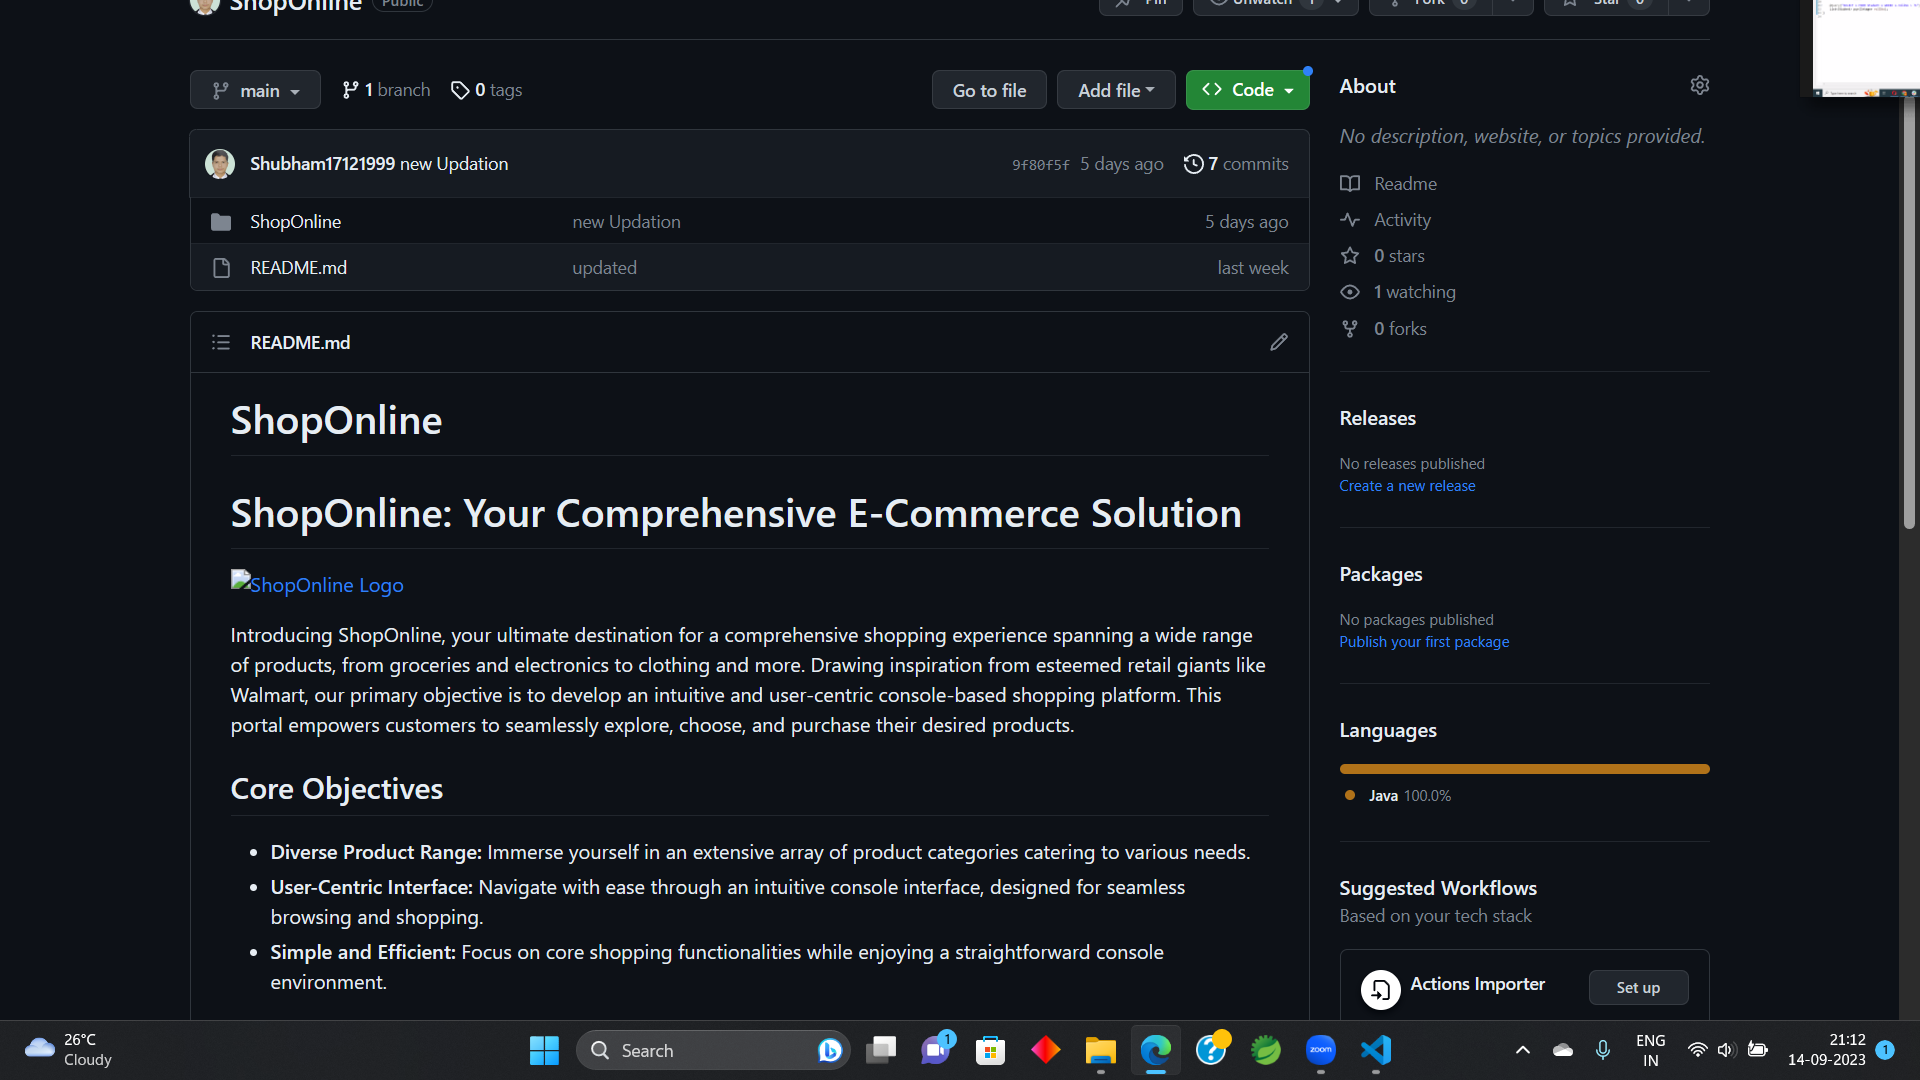 ShopOnline Public
Pin Unwatch 1 Fork 0 Star 0
main 1 branch 0 tags Go to file Add file Code
Shubham17121999 new Updation 9f80f5f 5 days ago 7 commits
ShopOnline new Updation 5 days ago
README.md updated last week
README.md
ShopOnline
ShopOnline: Your Comprehensive E-Commerce Solution
ShopOnline Logo
Introducing ShopOnline, your ultimate destination for a comprehensive shopping experience spanning a wide range
of products, from groceries and electronics to clothing and more. Drawing inspiration from esteemed retail giants like
Walmart, our primary objective is to develop an intuitive and user-centric console-based shopping platform. This
portal empowers customers to seamlessly explore, choose, and purchase their desired products.
Core Objectives
Diverse Product Range: Immerse yourself in an extensive array of product categories catering to various needs.
User-Centric Interface: Navigate with ease through an intuitive console interface, designed for seamless
browsing and shopping.
Simple and Efficient: Focus on core shopping functionalities while enjoying a straightforward console
environment.
About
No description, website, or topics provided.
Readme
Activity
0 stars
1 watching
0 forks
Releases
No releases published
Create a new release
Packages
No packages published
Publish your first package
Languages
Java 100.0%
Suggested Workflows
Based on your tech stack
Actions Importer Set up
26°C
Cloudy
Search
1
zoom
ENG
IN
21:12
14-09-2023
1